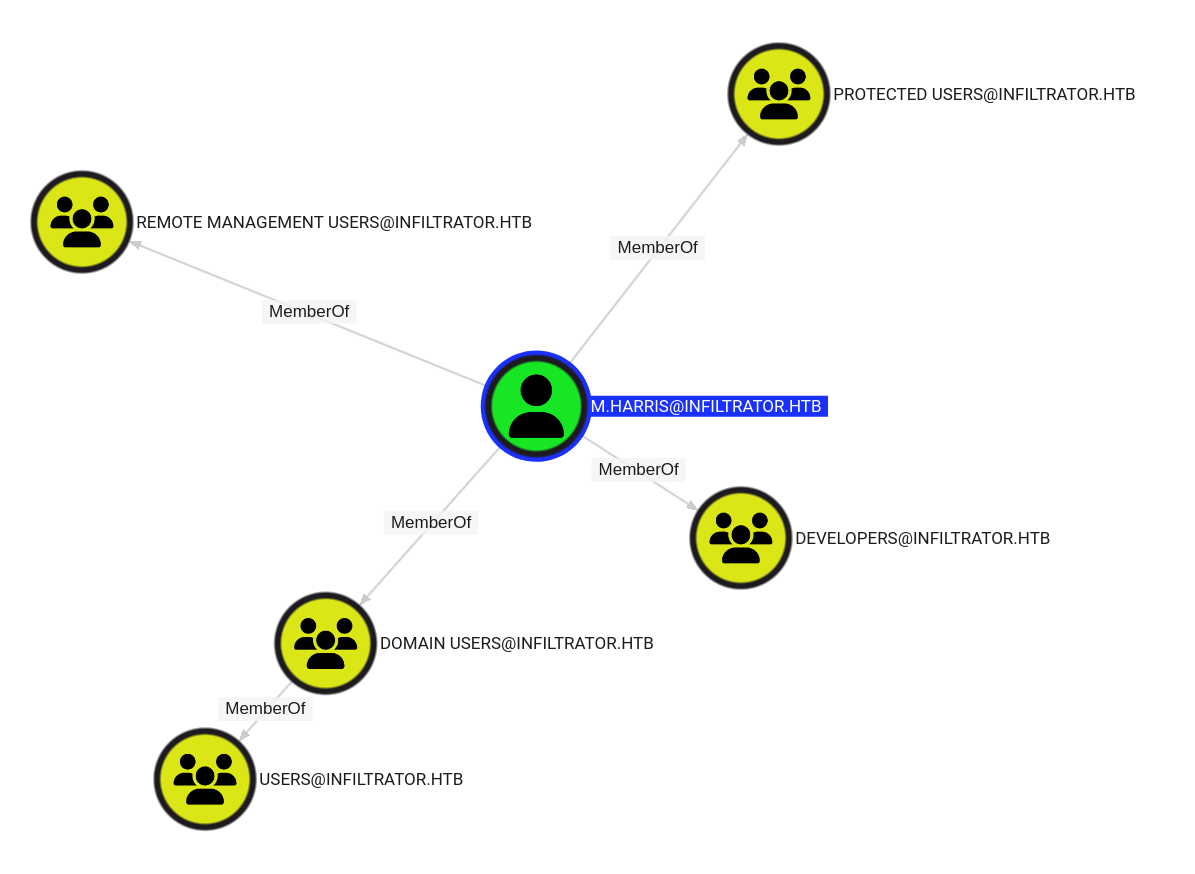 PROTECTED USERS@INFILTRATOR.HTB
REMOTE MANAGEMENT USERS@INFILTRATOR.HTB
MemberOf
MemberOf
M.HARRIS@INFILTRATOR.HTB
MemberOf
MemberOf
DEVELOPERS@INFILTRATOR.HTB
DOMAIN USERS@INFILTRATOR.HTB
MemberOf
USERS@INFILTRATOR.HTB